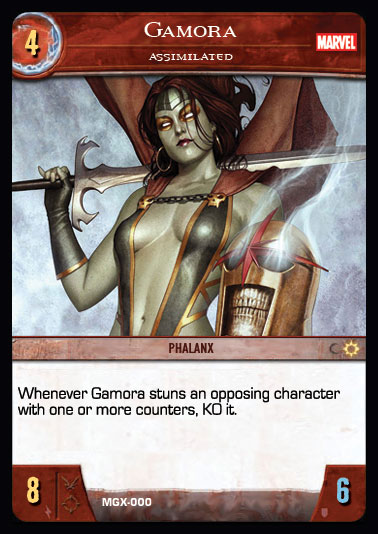 4
Gamora
ASSIMILATED
MARVEL
PHALANX
C
Whenever Gamora stuns an opposing character
with one or more counters, KO it.
8
MGX-000
6